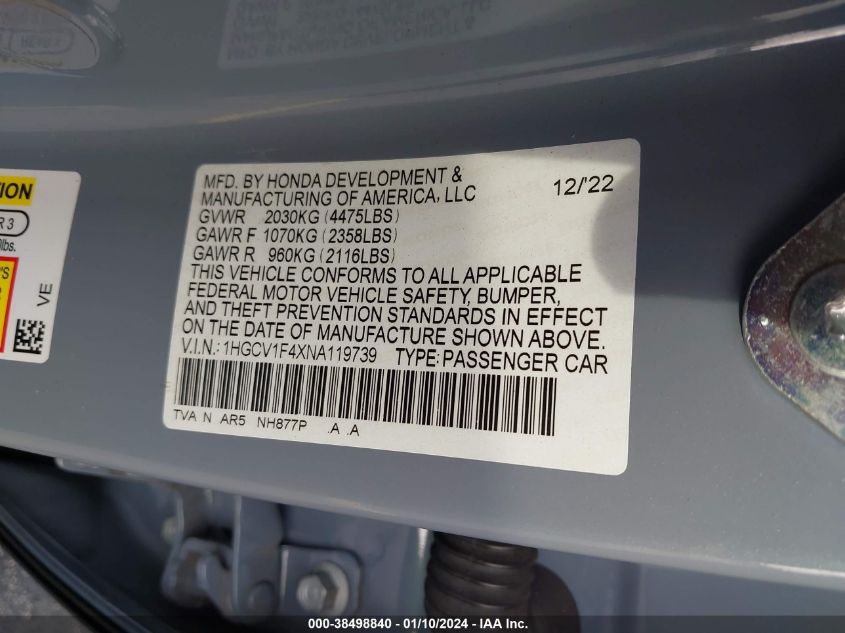 MFD. BY HONDA DEVELOPMENT &
MANUFACTURING OF AMERICA, LLC 12/'22
GVWR 2030KG (4475LBS)
GAWR F 1070KG (2358LBS)
GAWR R 960KG (2116LBS)
THIS VEHICLE CONFORMS TO ALL APPLICABLE
FEDERAL MOTOR VEHICLE SAFETY, BUMPER,
AND THEFT PREVENTION STANDARDS IN EFFECT
ON THE DATE OF MANUFACTURE SHOWN ABOVE.
V.I.N.: 1HGCV1F4XNA119739 TYPE: PASSENGER CAR
TVA N AR5 NH877P .A .A
R 3
lbs.
VE
000-38498840 - 01/10/2024 - IAA Inc.